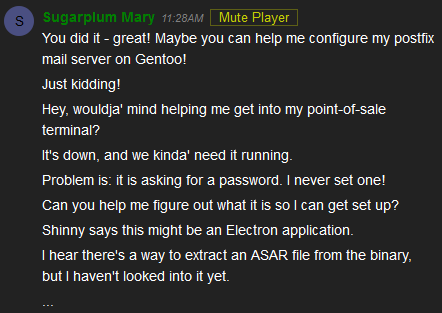 S
Sugarplum Mary 11:28AM Mute Player
You did it - great! Maybe you can help me configure my postfix
mail server on Gentoo!
Just kidding!
Hey, wouldja' mind helping me get into my point-of-sale
terminal?
It's down, and we kinda' need it running.
Problem is: it is asking for a password. I never set one!
Can you help me figure out what it is so I can get set up?
Shinny says this might be an Electron application.
I hear there's a way to extract an ASAR file from the binary,
but I haven't looked into it yet.
...